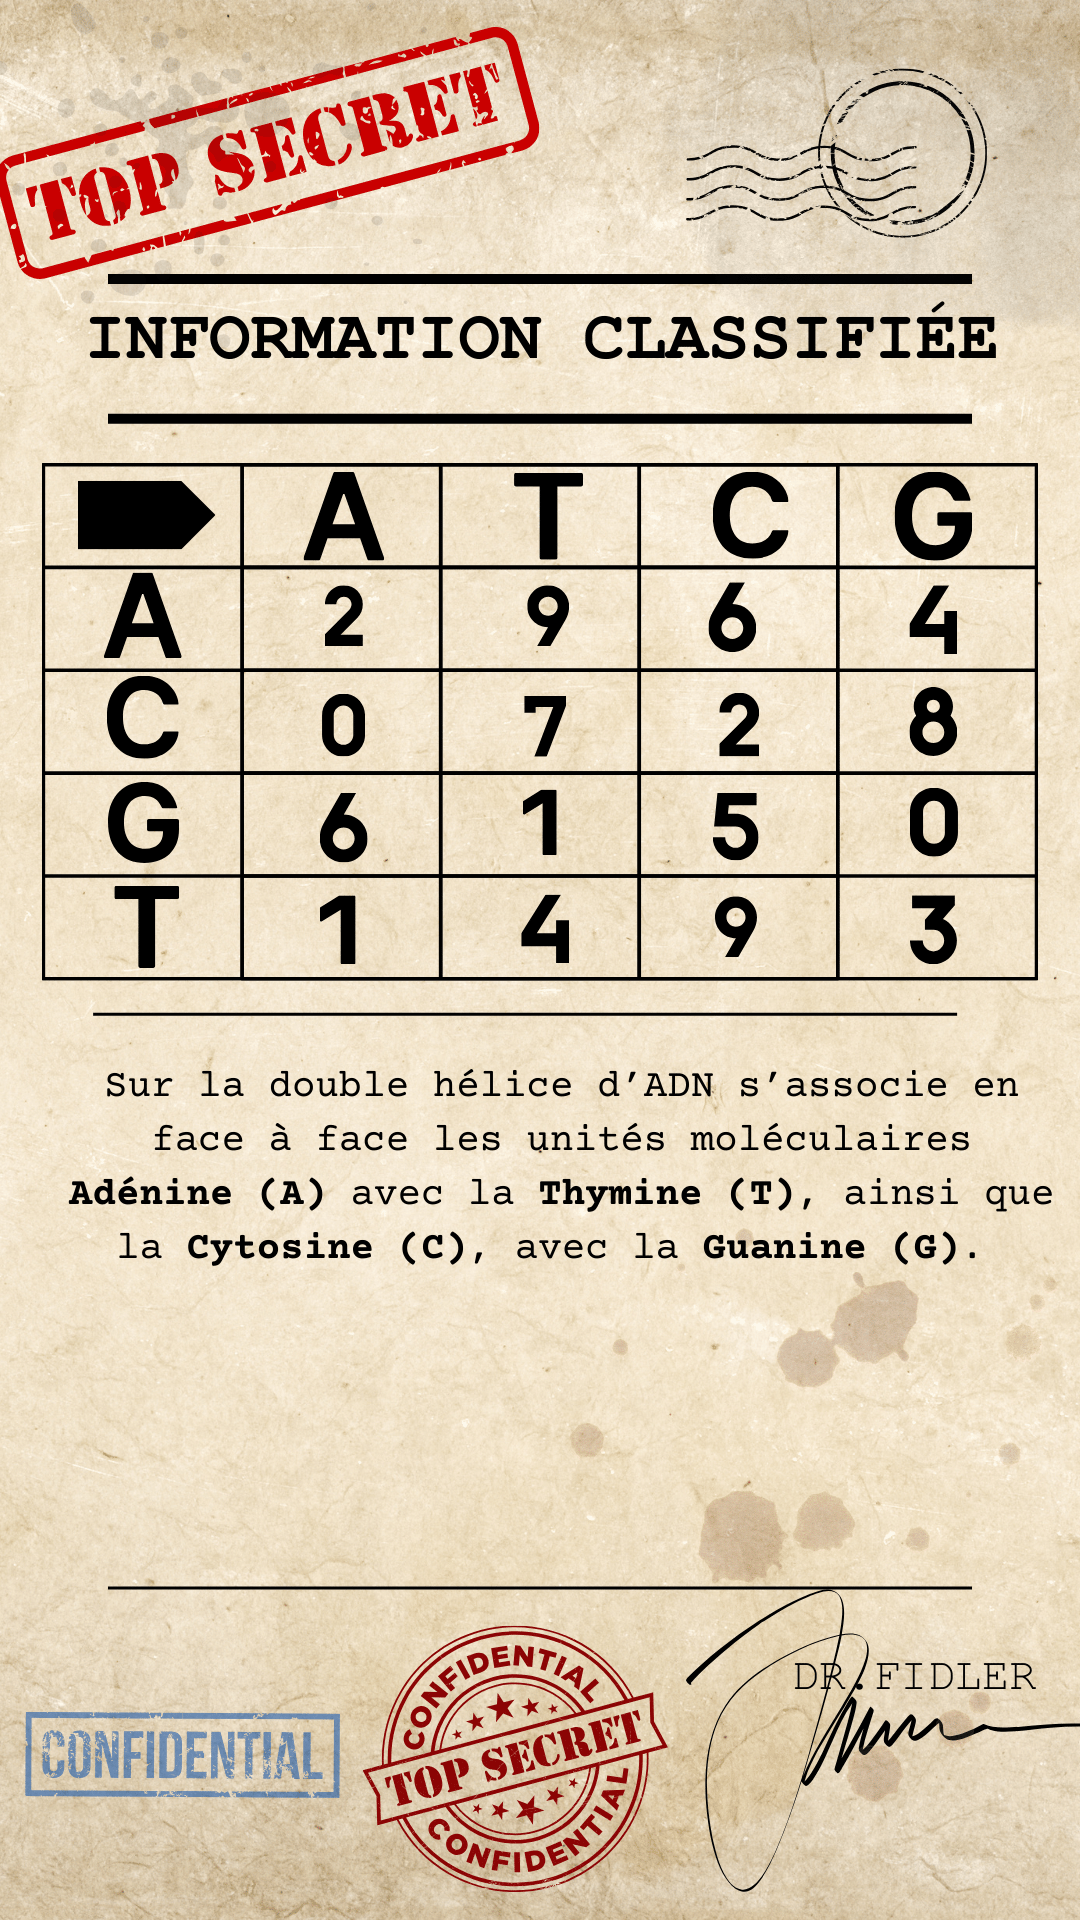 TOP SECRET
INFORMATION CLASSIFIÉE
A T C G
A 2 9 6 4
C 0 7 2 8
G 6 1 5 0
T 1 4 9 3
Sur la double hélice d’ADN s’associe en
face à face les unités moléculaires
Adénine (A) avec la Thymine (T), ainsi que
la Cytosine (C), avec la Guanine (G).
DR.FIDLER
CONFIDENTIAL
CONFIDENTIAL
TOP SECRET
CONFIDENTIAL